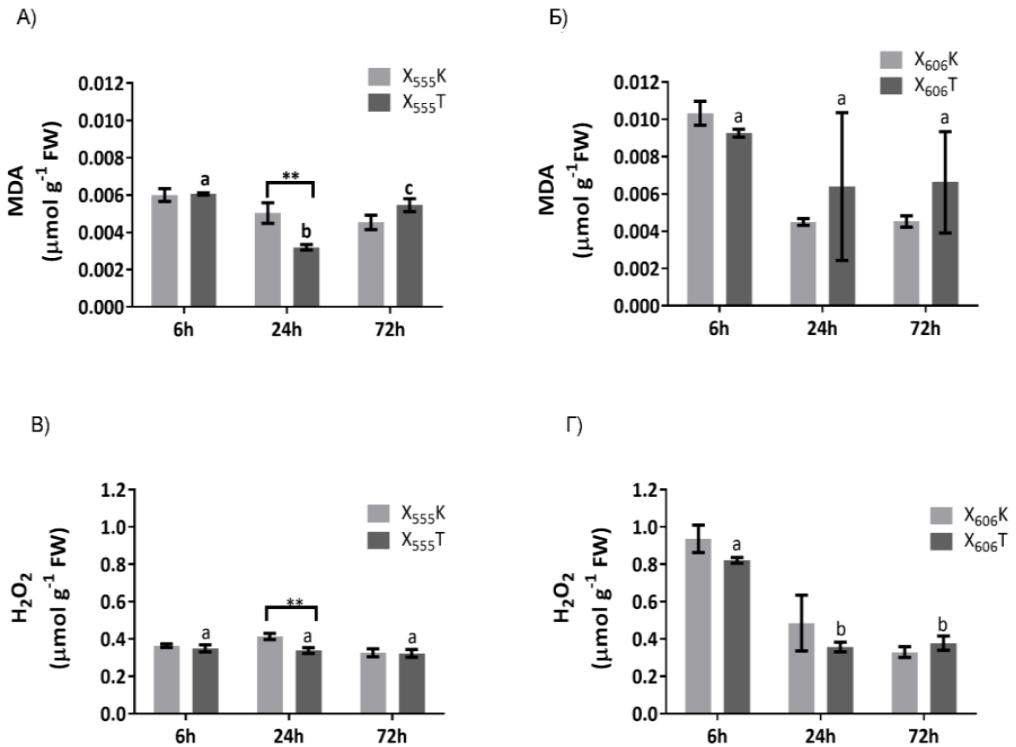 А)
X₅₅₅K
X₅₅₅T
MDA
(μmol g⁻¹ FW)
0.012
0.010
0.008
0.006
0.004
0.002
0.000
a
**
b
c
6h
24h
72h
Б)
X₆₀₆K
X₆₀₆T
MDA
(μmol g⁻¹FW)
0.012
0.010
0.008
0.006
0.004
0.002
0.000
a
a
a
6h
24h
72h
В)
X₅₅₅K
X₅₅₅T
H₂O₂
(μmol g⁻¹ FW)
1.2
1.0
0.8
0.6
0.4
0.2
0.0
a
**
a
a
6h
24h
72h
Г)
X₆₀₆K
X₆₀₆T
H₂O₂
(μmol g⁻¹ FW)
1.2
1.0
0.8
0.6
0.4
0.2
0.0
a
b
b
6h
24h
72h